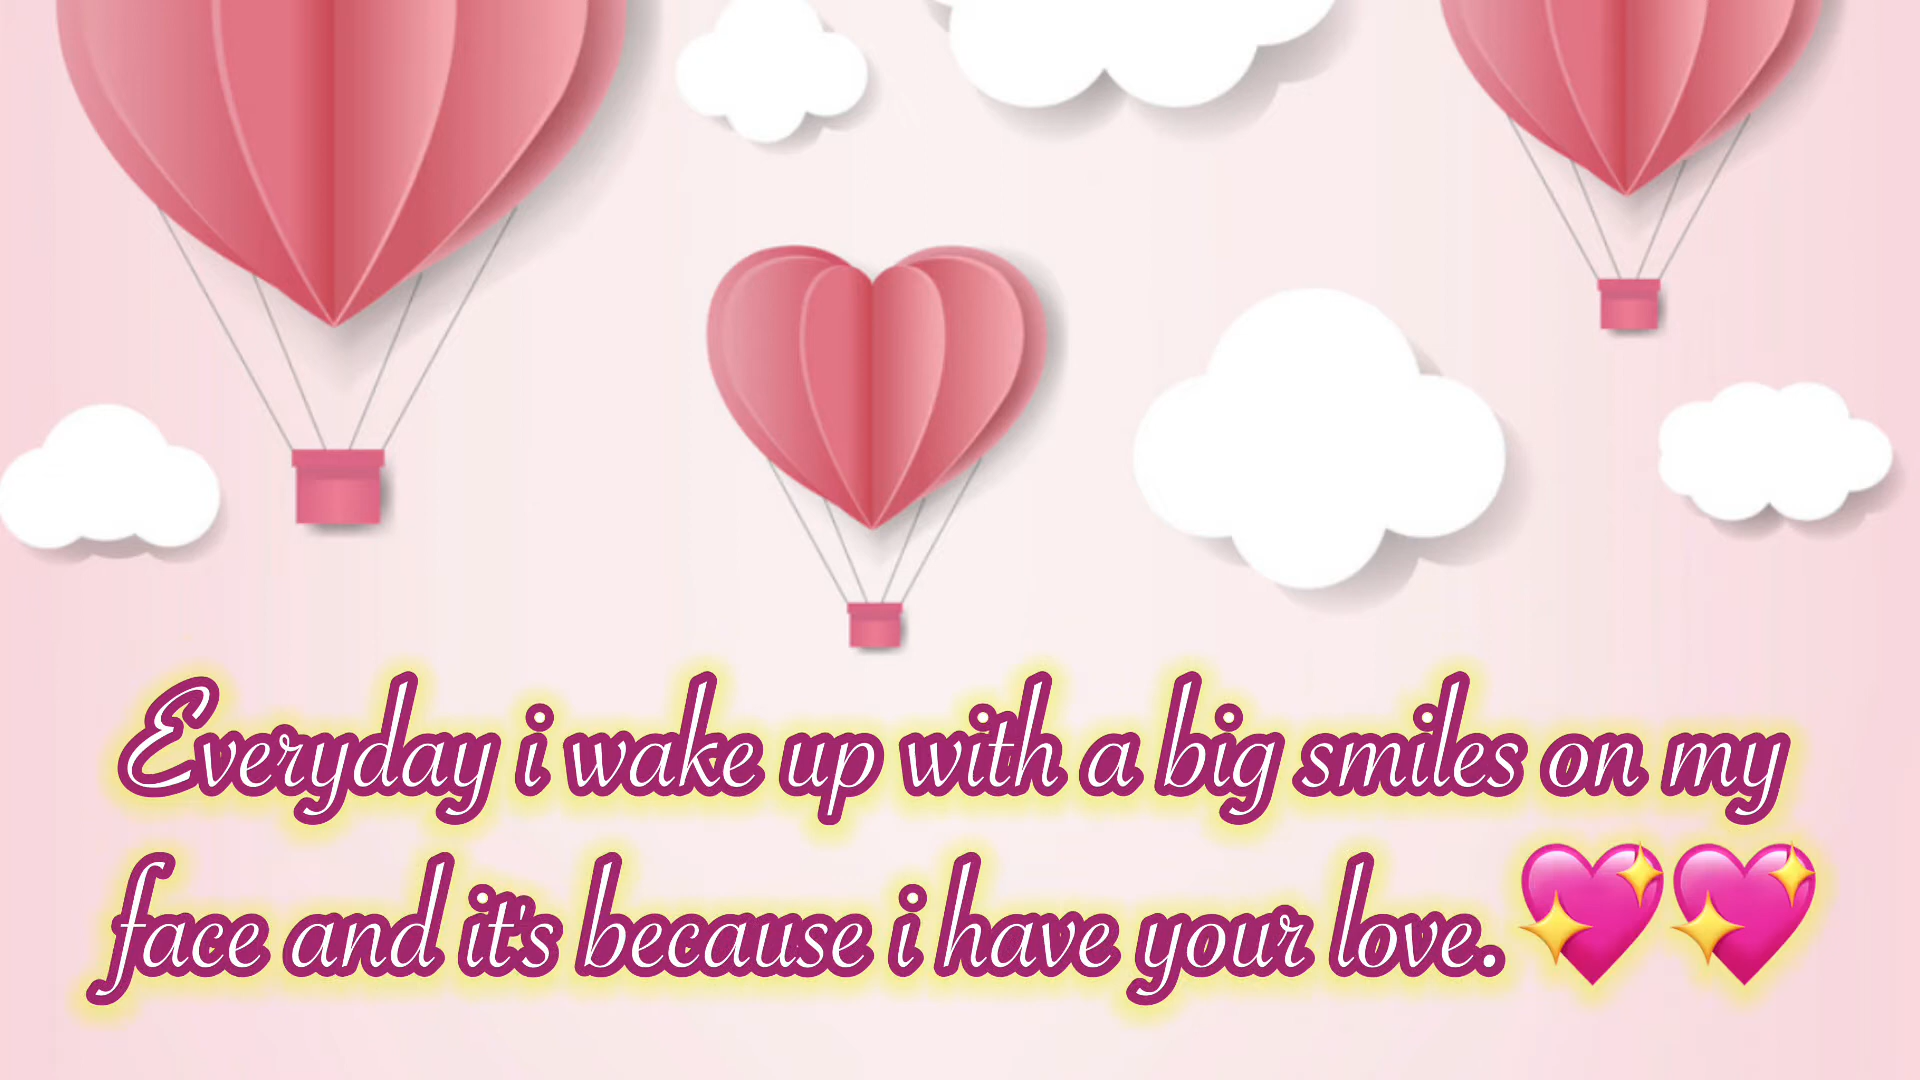 Everyday i wake up with a big smiles on my
face and it's because i have your love. 💖💖